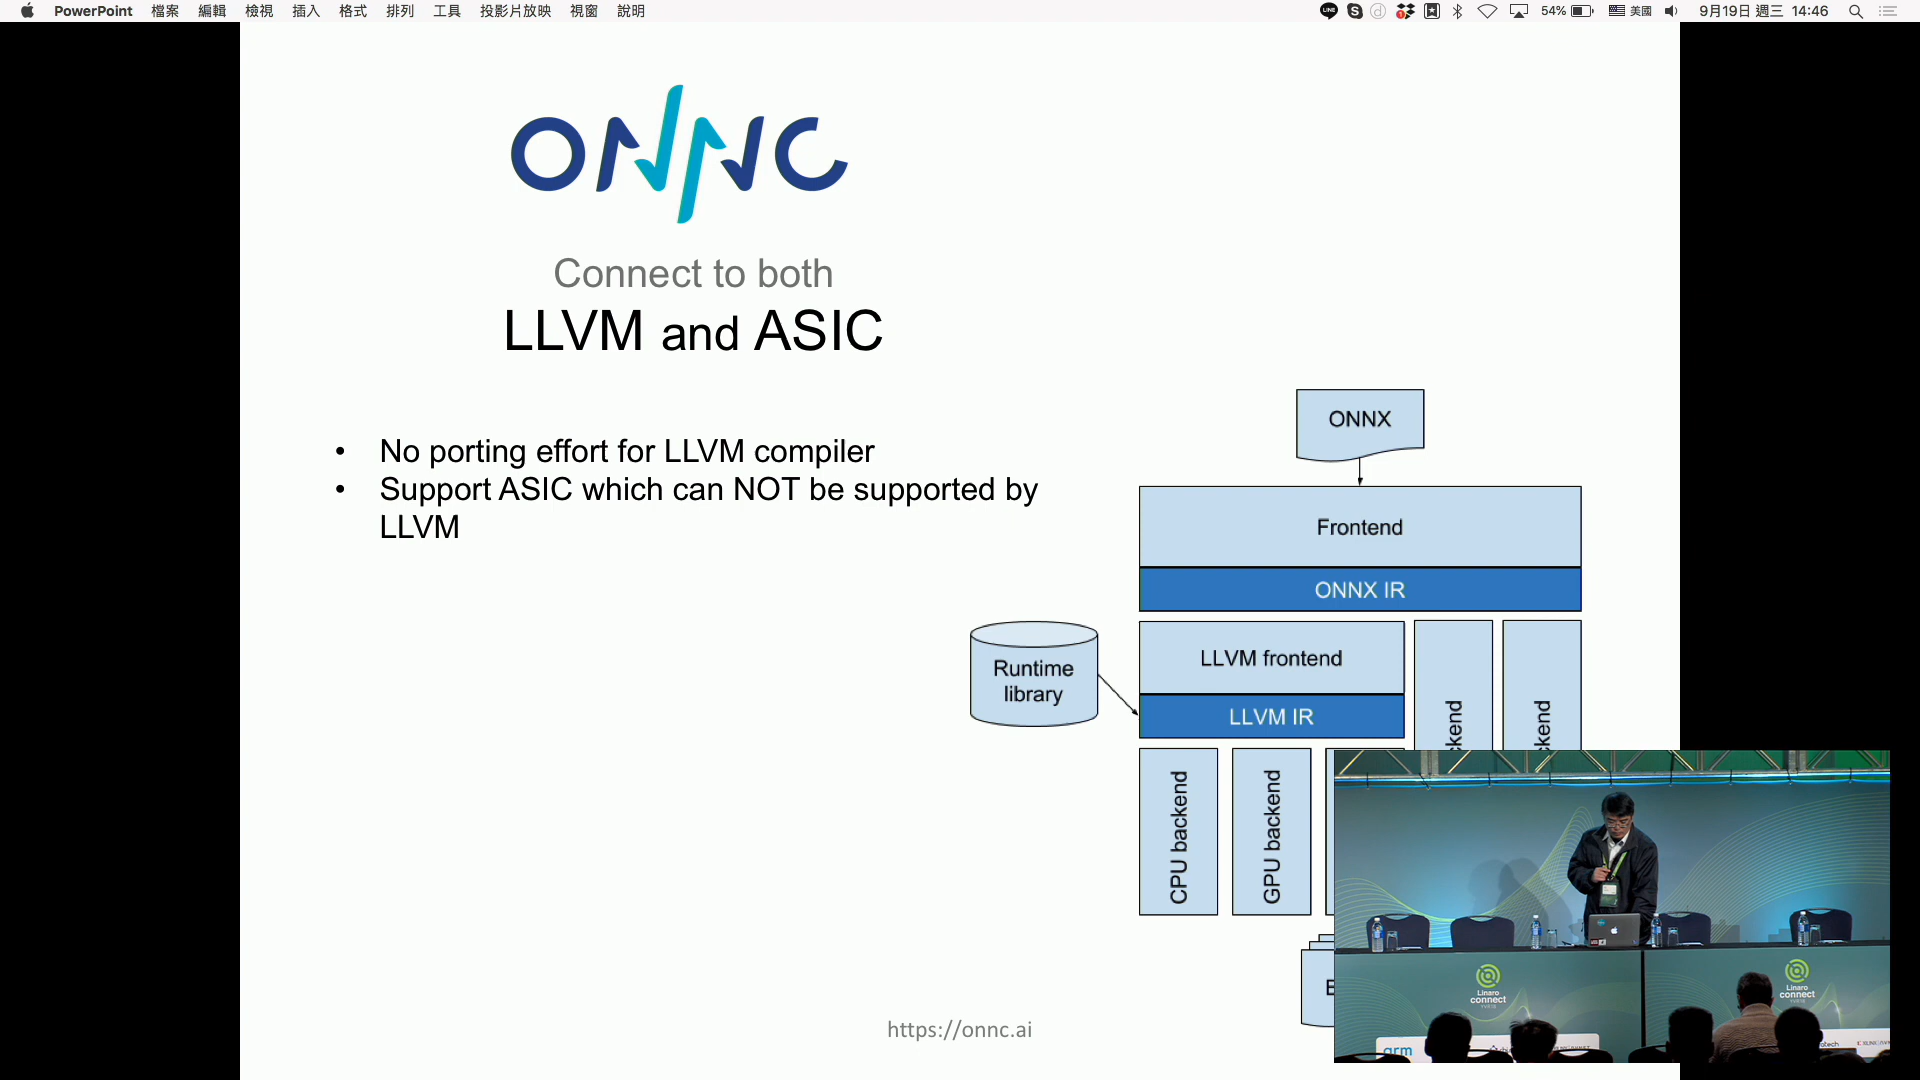 PowerPoint 檔案 編輯 檢視 插入 格式 排列 工具 投影片放映 視窗 說明
54% 美國 9月19日 週三 14:46
ONNC
Connect to both
LLVM and ASIC
• No porting effort for LLVM compiler
• Support ASIC which can NOT be supported by
LLVM
ONNX
Frontend
ONNX IR
Runtime
library
LLVM frontend
LLVM IR
CPU backend
GPU backend
https://onnc.ai
Linaro
connect
Linaro
connect
arm